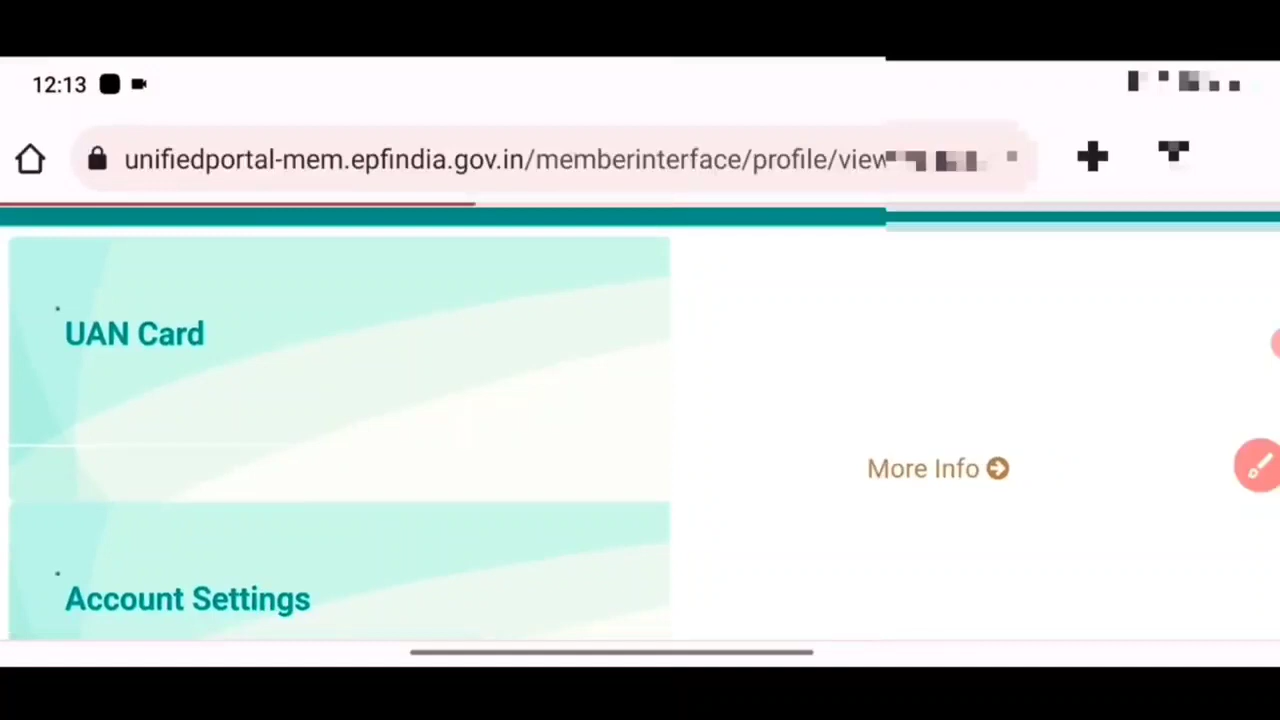 12:13
unifiedportal-mem.epfindia.gov.in/memberinterface/profile/view
UAN Card
More Info
Account Settings